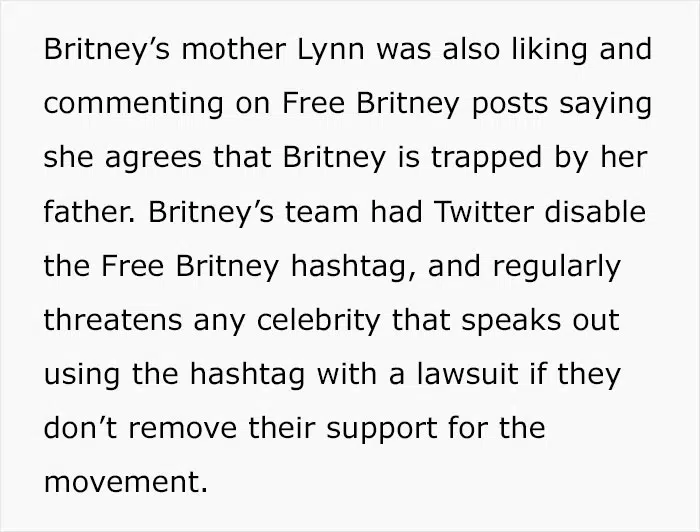 Britney’s mother Lynn was also liking and
commenting on Free Britney posts saying
she agrees that Britney is trapped by her
father. Britney’s team had Twitter disable
the Free Britney hashtag, and regularly
threatens any celebrity that speaks out
using the hashtag with a lawsuit if they
don’t remove their support for the
movement.